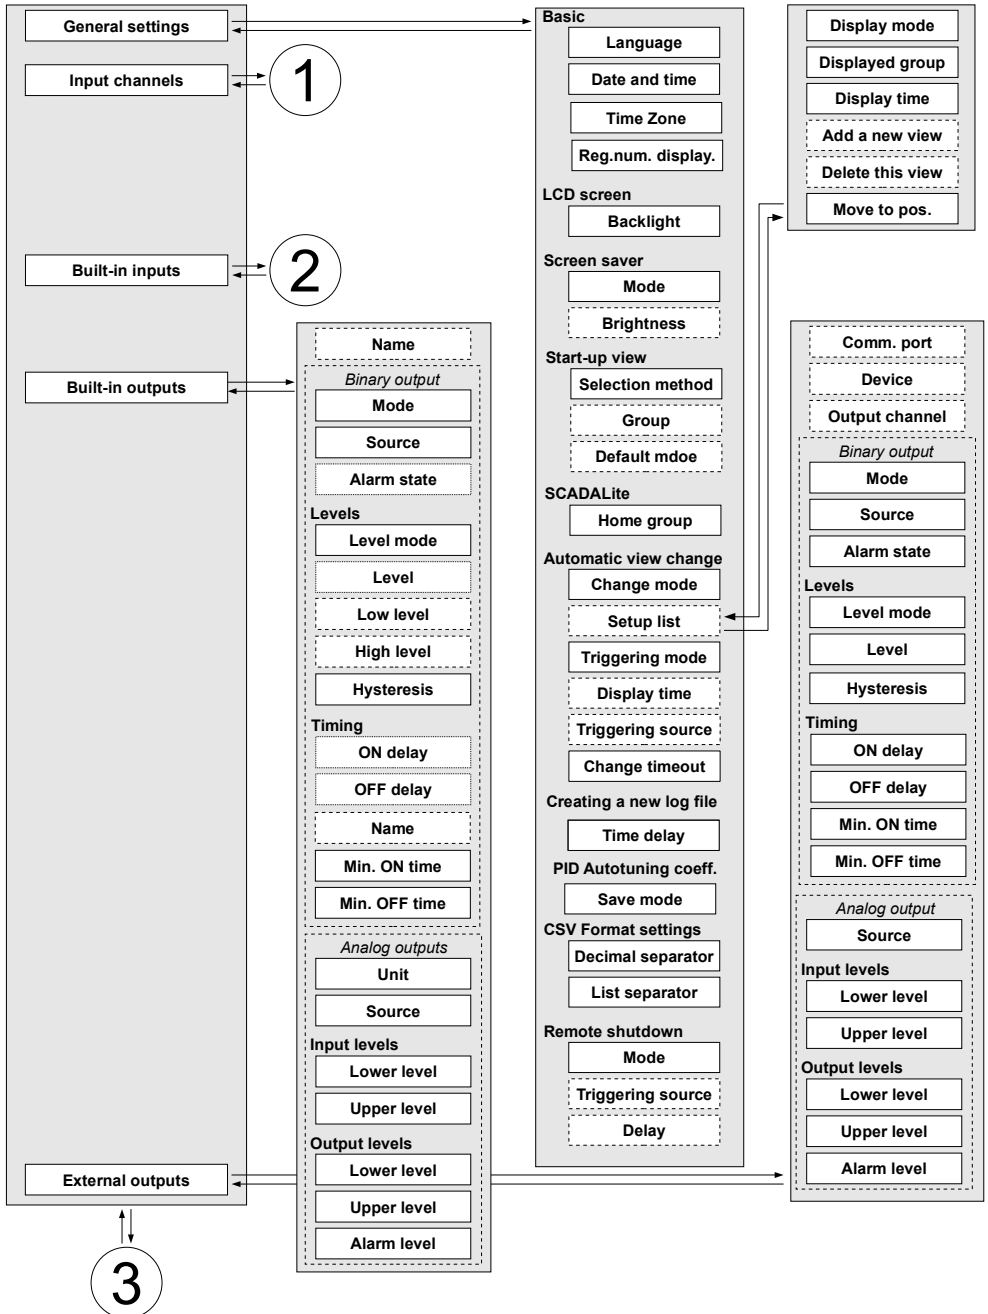 General settings
Input channels
1
Built-in inputs
2
Built-in outputs
External outputs
3
Name
Binary output
Mode
Source
Alarm state
Levels
Level mode
Level
Low level
High level
Hysteresis
Timing
ON delay
OFF delay
Name
Min. ON time
Min. OFF time
Analog outputs
Unit
Source
Input levels
Lower level
Upper level
Output levels
Lower level
Upper level
Alarm level
Basic
Language
Date and time
Time Zone
Reg.num. display.
LCD screen
Backlight
Screen saver
Mode
Brightness
Start-up view
Selection method
Group
Default mdoe
SCADALite
Home group
Automatic view change
Change mode
Setup list
Triggering mode
Display time
Triggering source
Change timeout
Creating a new log file
Time delay
PID Autotuning coeff.
Save mode
CSV Format settings
Decimal separator
List separator
Remote shutdown
Mode
Triggering source
Delay
Display mode
Displayed group
Display time
Add a new view
Delete this view
Move to pos.
Comm. port
Device
Output channel
Binary output
Mode
Source
Alarm state
Levels
Level mode
Level
Hysteresis
Timing
ON delay
OFF delay
Min. ON time
Min. OFF time
Analog output
Source
Input levels
Lower level
Upper level
Output levels
Lower level
Upper level
Alarm level